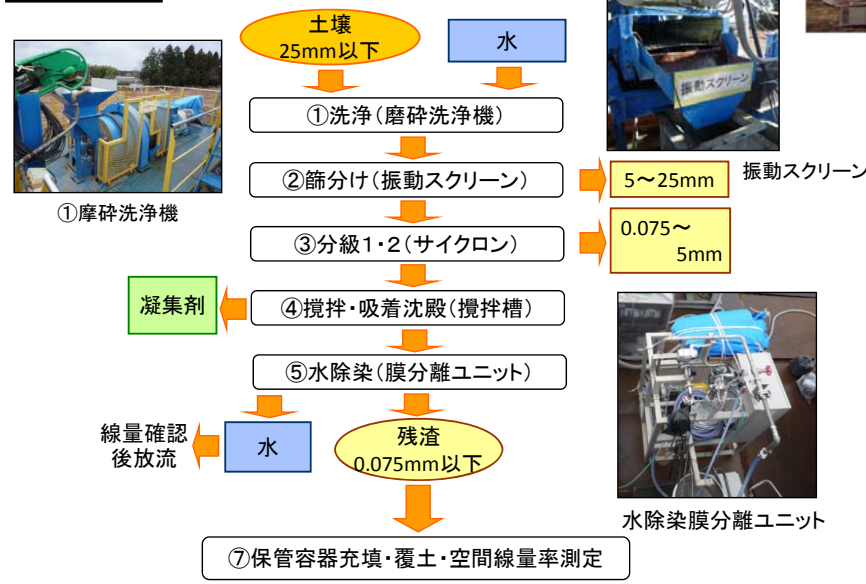 土壌
25mm以下
水
①洗浄(磨砕洗浄機)
振動スクリーン
②篩分け(振動スクリーン)
5～25mm
振動スクリーン
①摩砕洗浄機
③分級1・2(サイクロン)
0.075～
5mm
凝集剤
④撹拌・吸着沈殿(攪拌槽)
⑤水除染(膜分離ユニット)
線量確認
後放流
水
残渣
0.075mm以下
水除染膜分離ユニット
⑦保管容器充填・覆土・空間線量率測定